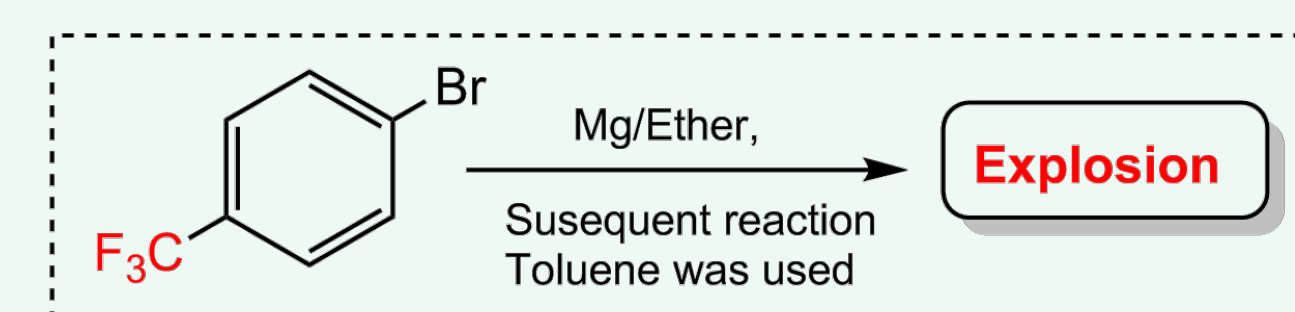 Br
Mg/Ether,
Explosion
Susequent reaction
F3C
Toluene was used